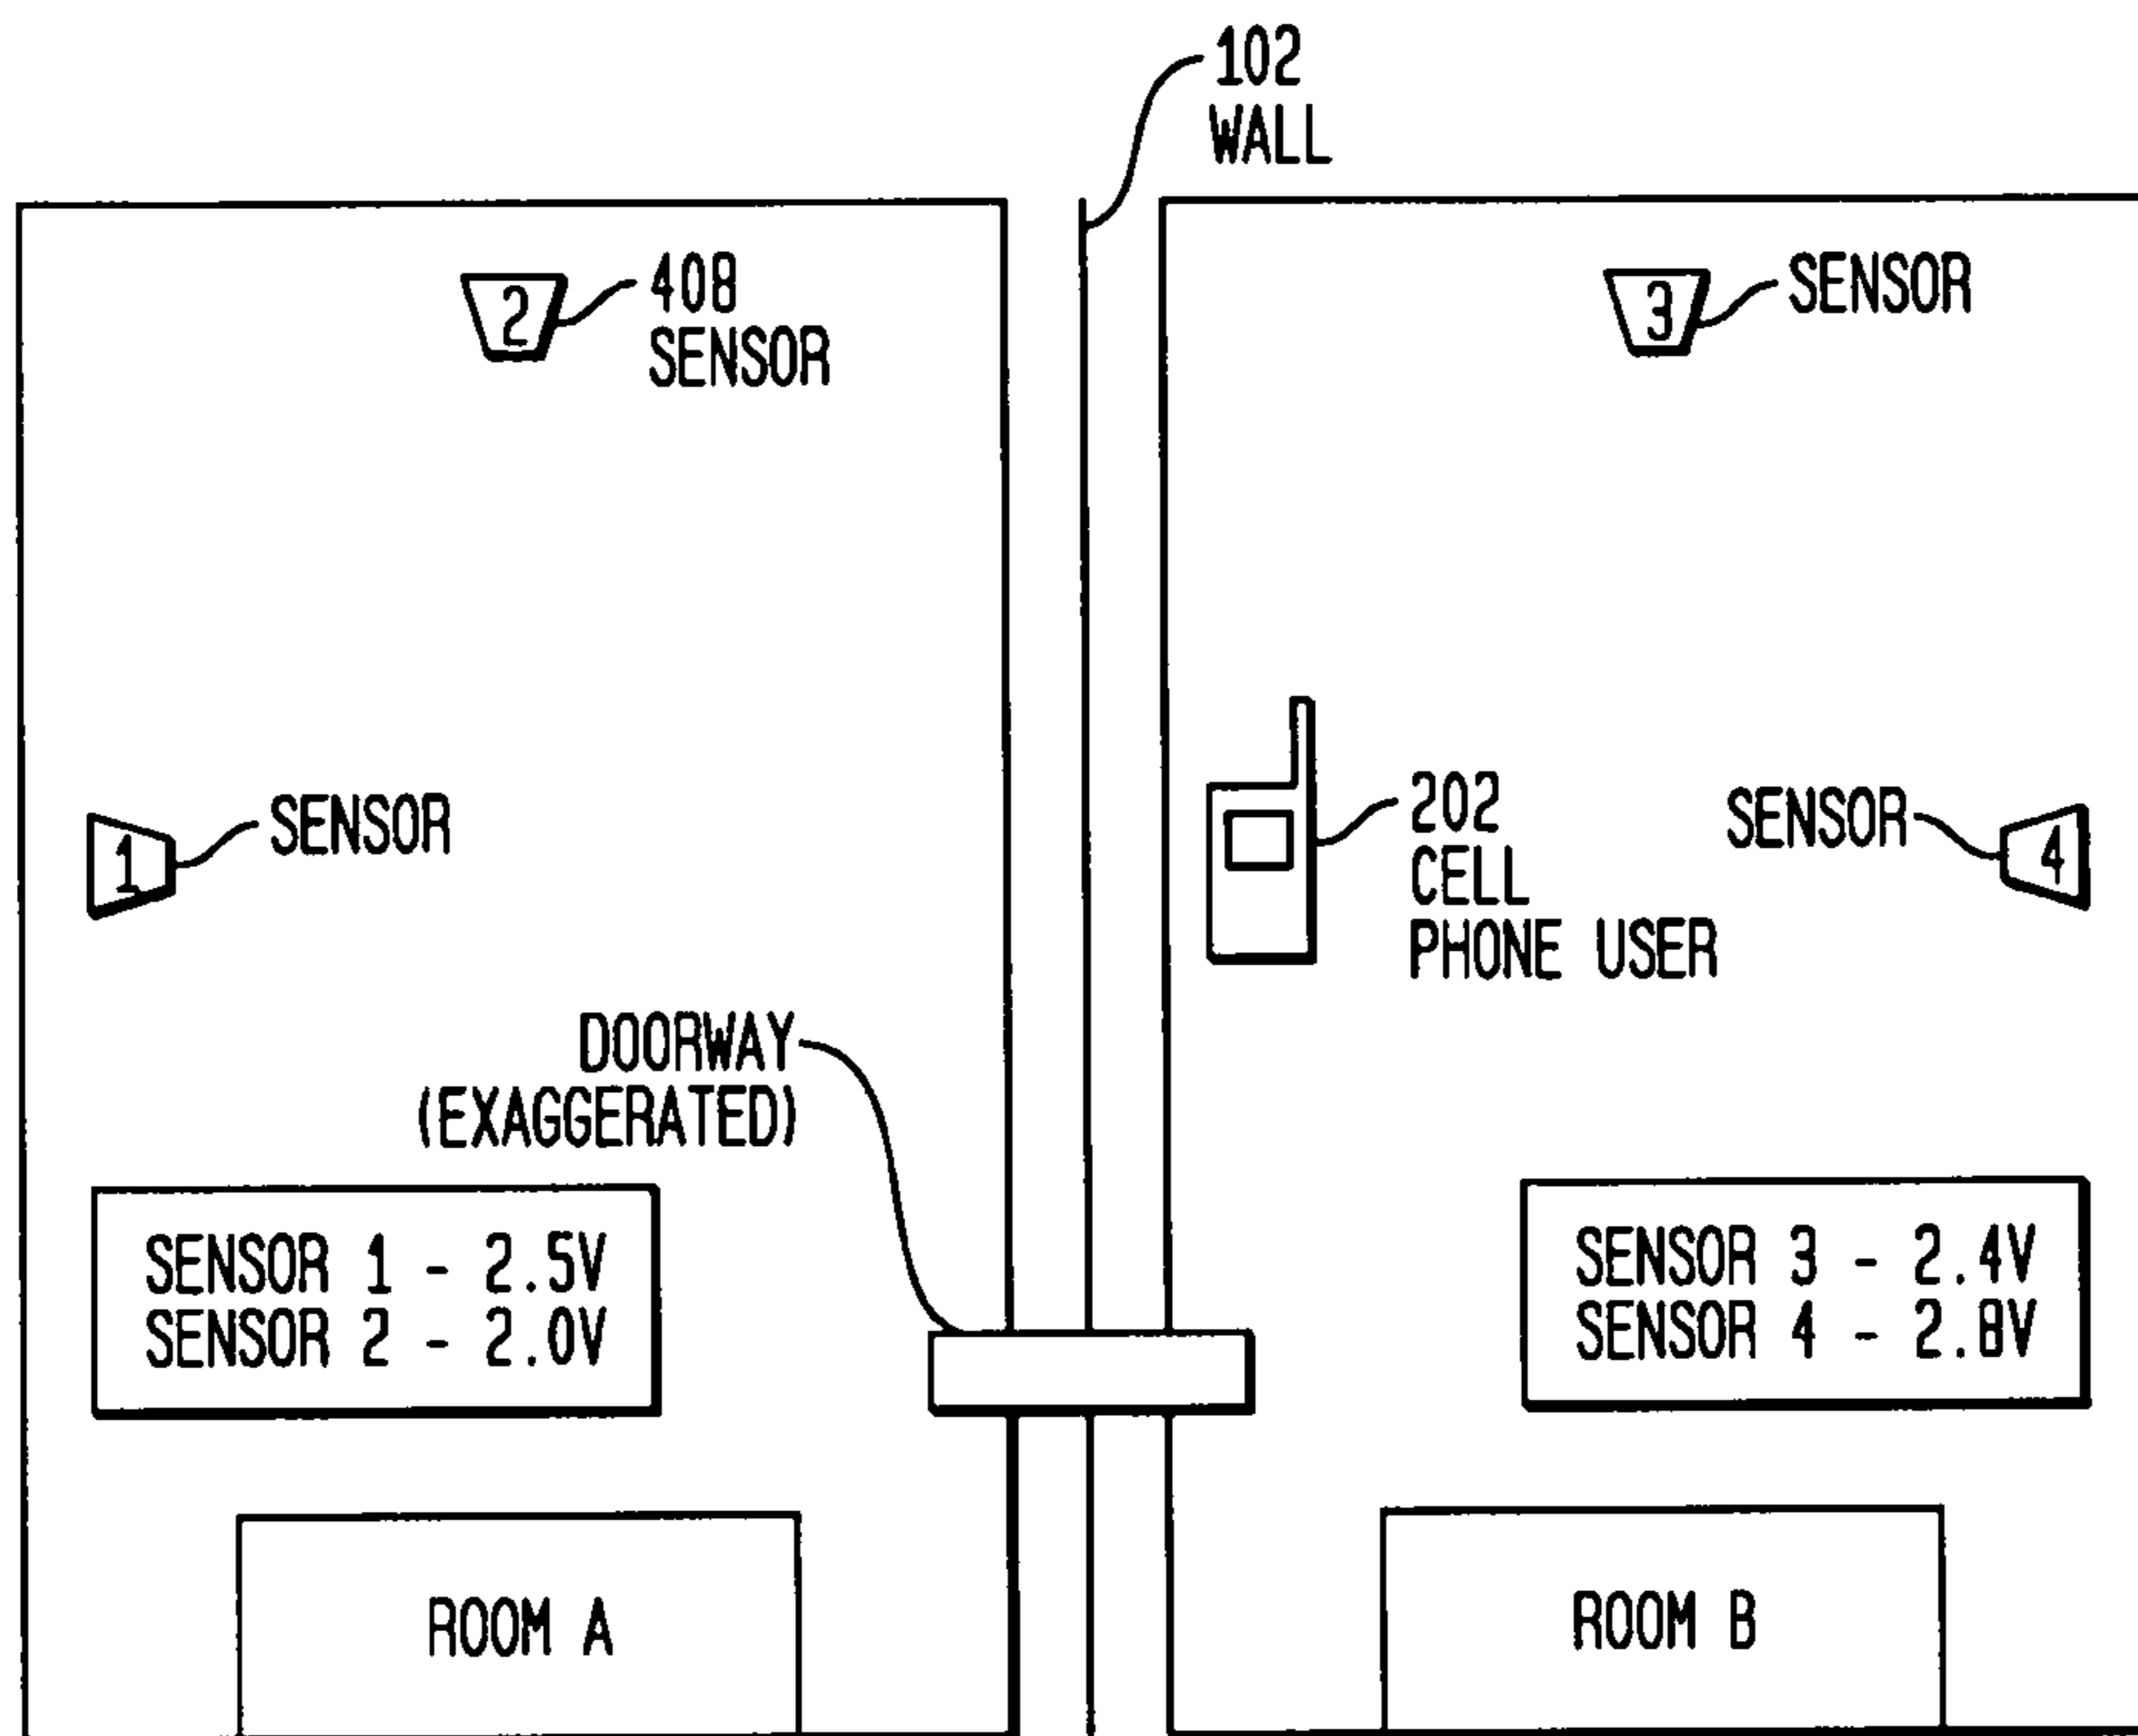 102
WALL
2
408
SENSOR
3
SENSOR
1
SENSOR
202
CELL
PHONE USER
SENSOR
4
DOORWAY
(EXAGGERATED)
SENSOR 1 - 2.5V
SENSOR 2 - 2.0V
SENSOR 3 - 2.4V
SENSOR 4 - 2.8V
ROOM A
ROOM B